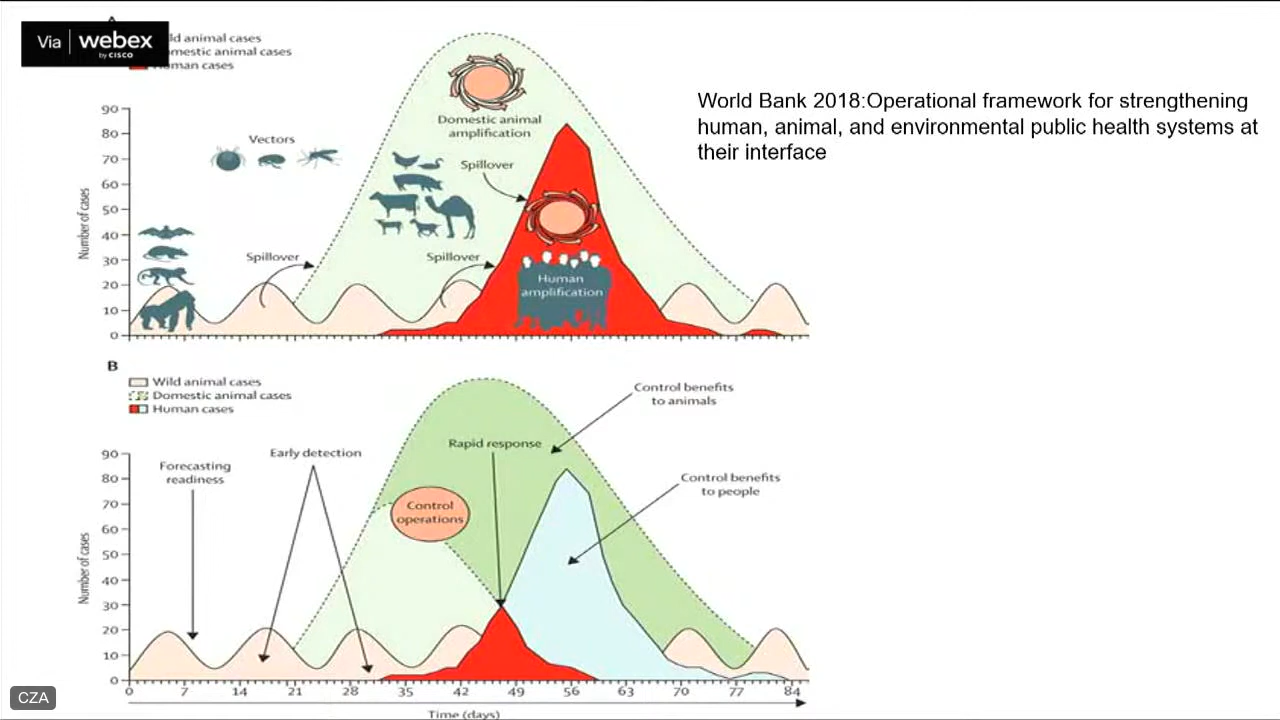 A
Via webex
by CISCO
ld animal cases
mestic animal cases
uman cases
World Bank 2018:Operational framework for strengthening
human, animal, and environmental public health systems at
their interface
90
80
70
60
50
40
30
20
10
0
Number of cases
Vectors
Domestic animal
amplification
Spillover
Spillover
Spillover
Human
amplification
B
Wild animal cases
Domestic animal cases
Human cases
90
80
70
60
50
40
30
20
10
0
Number of cases
Forecasting
readiness
Early detection
Rapid response
Control benefits
to animals
Control benefits
to people
Control
operations
0 7 14 21 28 35 42 49 56 63 70 77 84
Time (days)
CZA